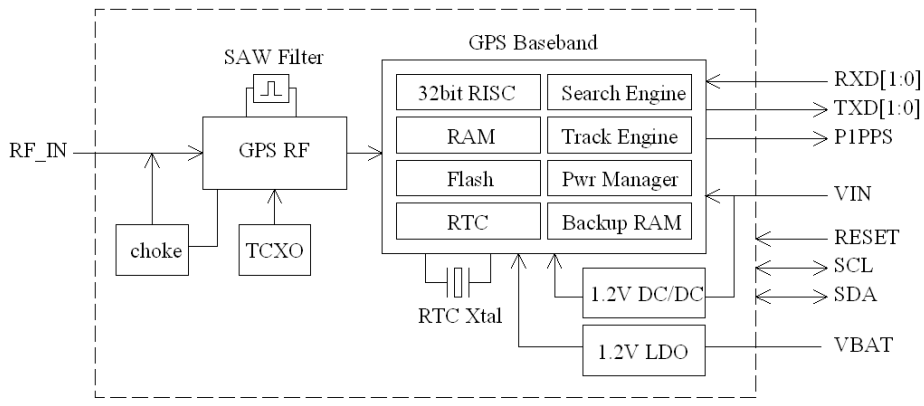 GPS Baseband
SAW Filter
RXD[1:0]
32bit RISC
Search Engine
TXD[1:0]
RAM
Track Engine
P1PPS
RF_IN
GPS RF
Flash
Pwr Manager
VIN
RTC
Backup RAM
RESET
choke
TCXO
SCL
1.2V DC/DC
SDA
RTC Xtal
1.2V LDO
VBAT